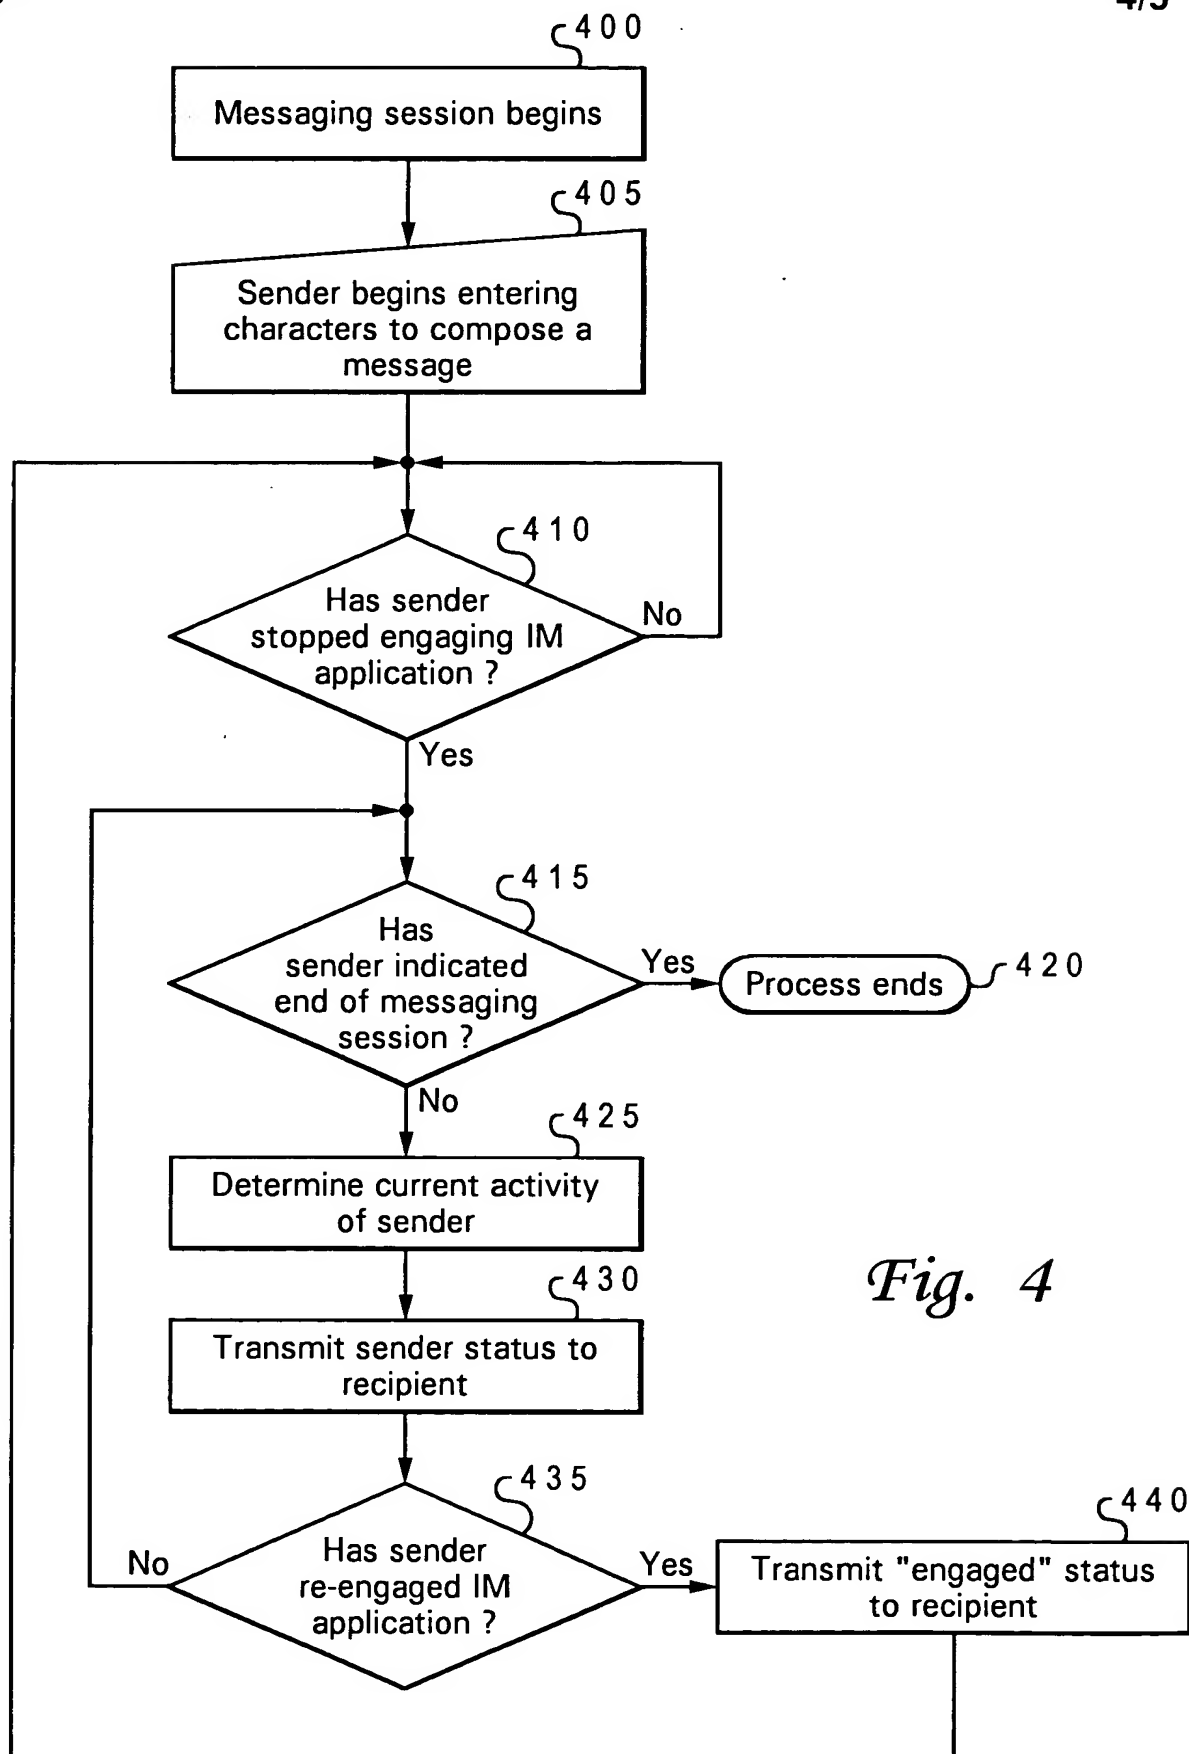 4/5
400
Messaging session begins
405
Sender begins entering
characters to compose a
message
410
Has sender
stopped engaging IM
application ?
No
Yes
415
Has
sender indicated
end of messaging
session ?
Yes
Process ends
420
No
425
Determine current activity
of sender
430
Transmit sender status to
recipient
Fig. 4
435
Has sender
re-engaged IM
application ?
No
Yes
440
Transmit "engaged" status
to recipient